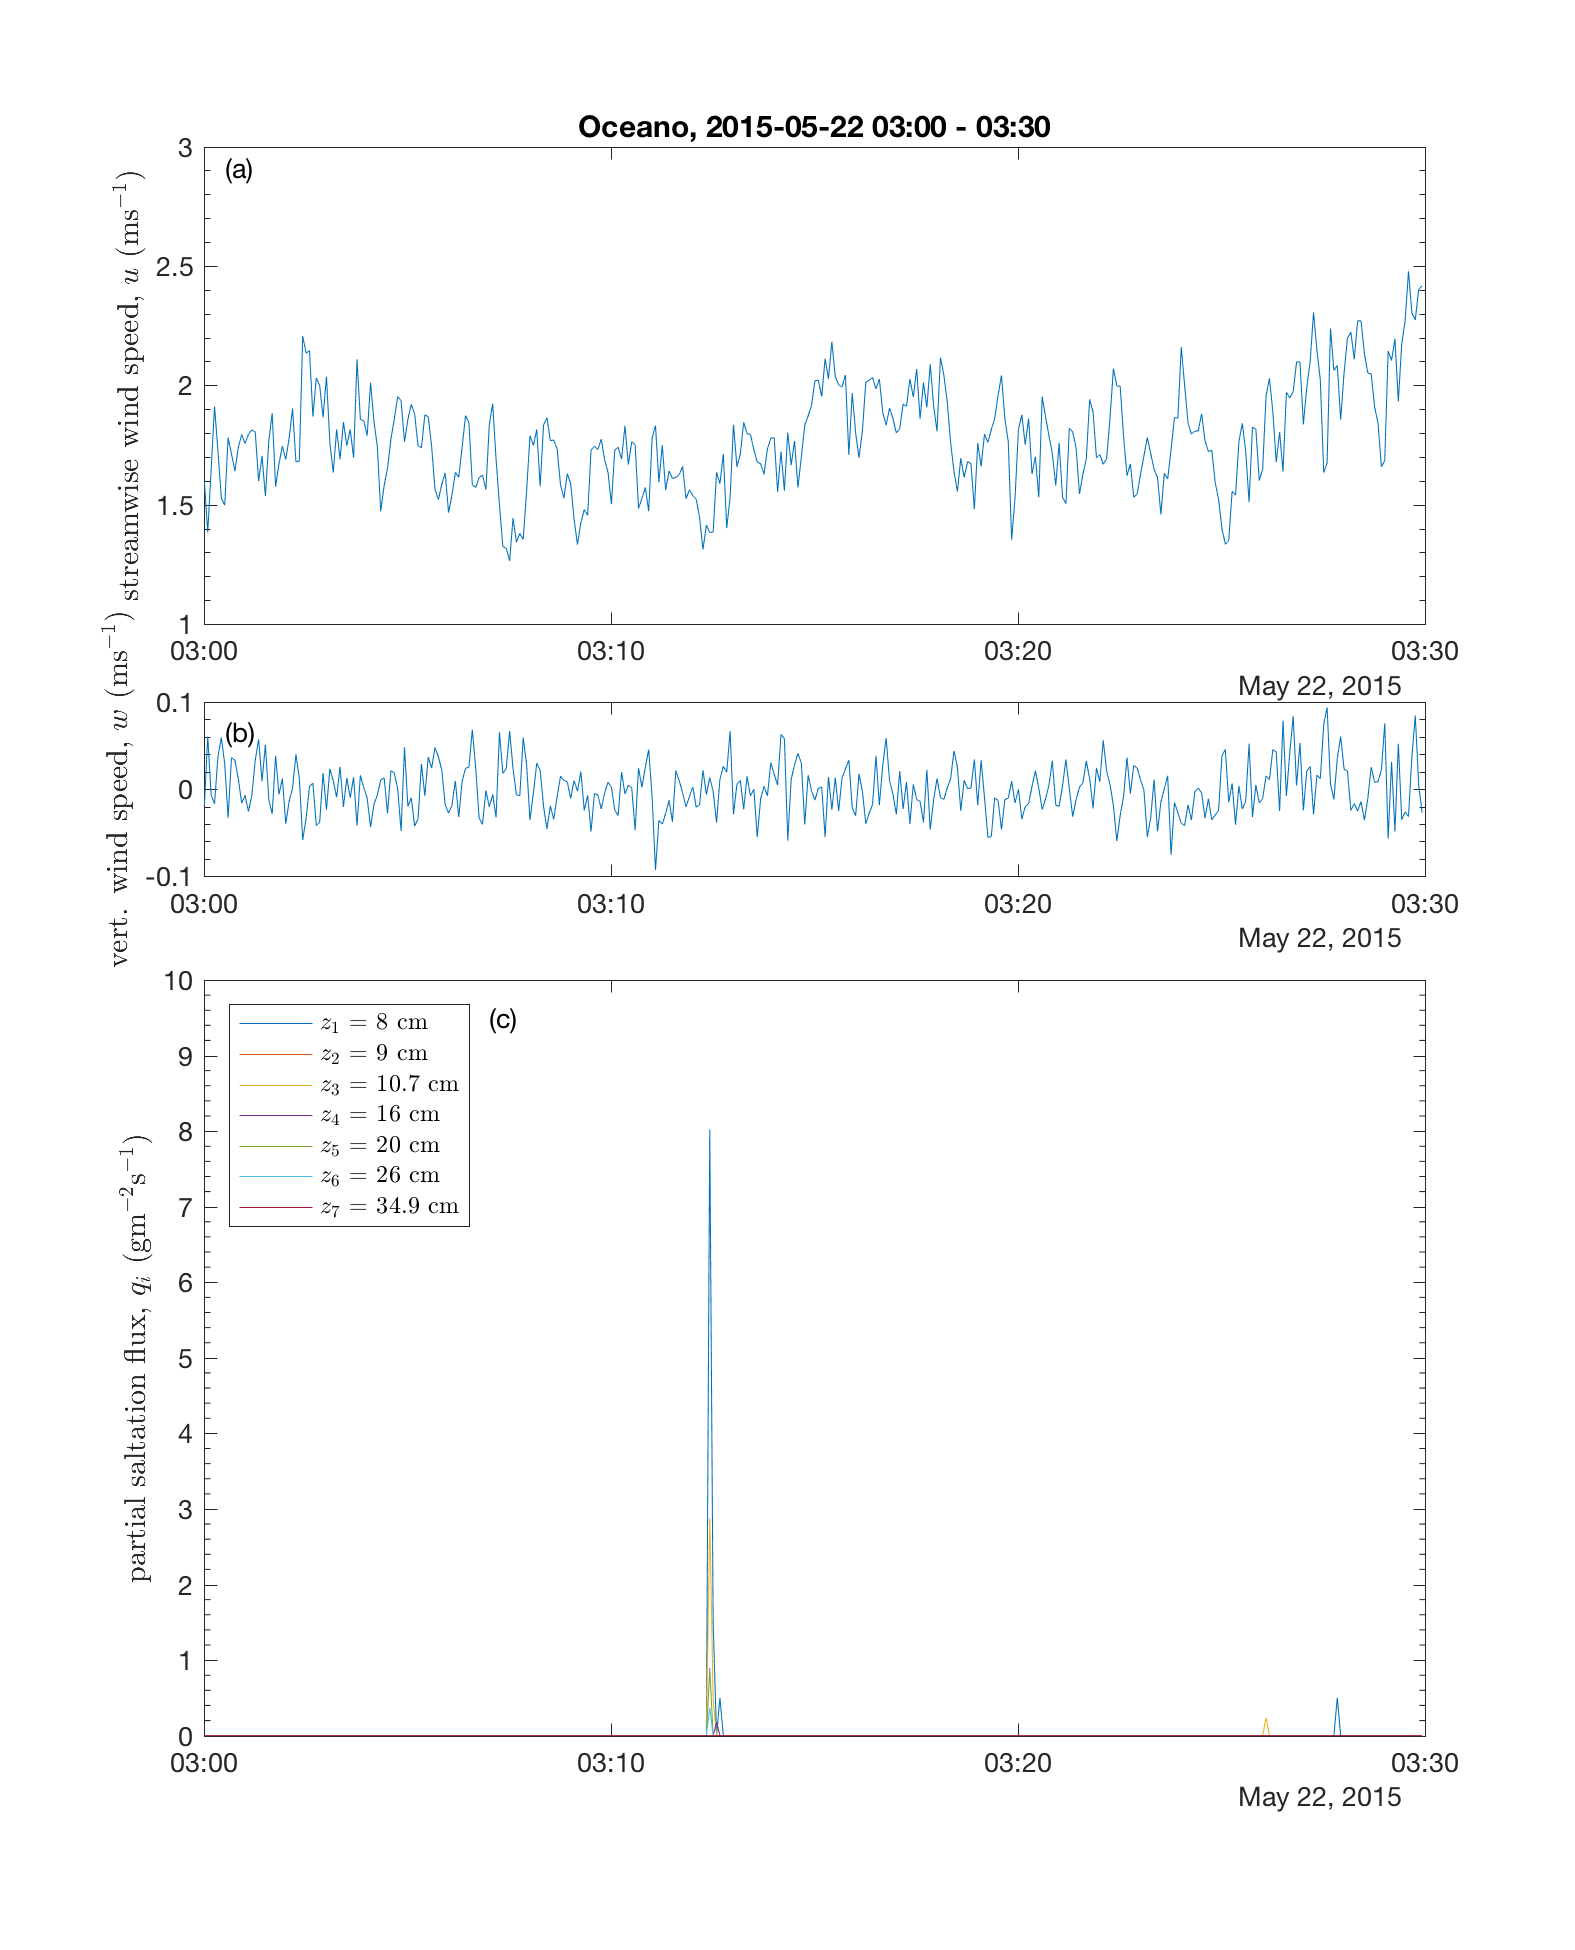 Oceano, 2015-05-22 03:00 - 03:30
(a)
streamwise wind speed, u (ms⁻¹)
3
2.5
2
1.5
1
03:00 03:10 03:20 03:30
May 22, 2015
(b)
vert. wind speed, w (ms⁻¹)
0.1
0
-0.1
03:00 03:10 03:20 03:30
May 22, 2015
(c)
partial saltation flux, qᵢ (gm⁻²s⁻¹)
10
9
8
7
6
5
4
3
2
1
0
z₁ = 8 cm
z₂ = 9 cm
z₃ = 10.7 cm
z₄ = 16 cm
z₅ = 20 cm
z₆ = 26 cm
z₇ = 34.9 cm
03:00 03:10 03:20 03:30
May 22, 2015